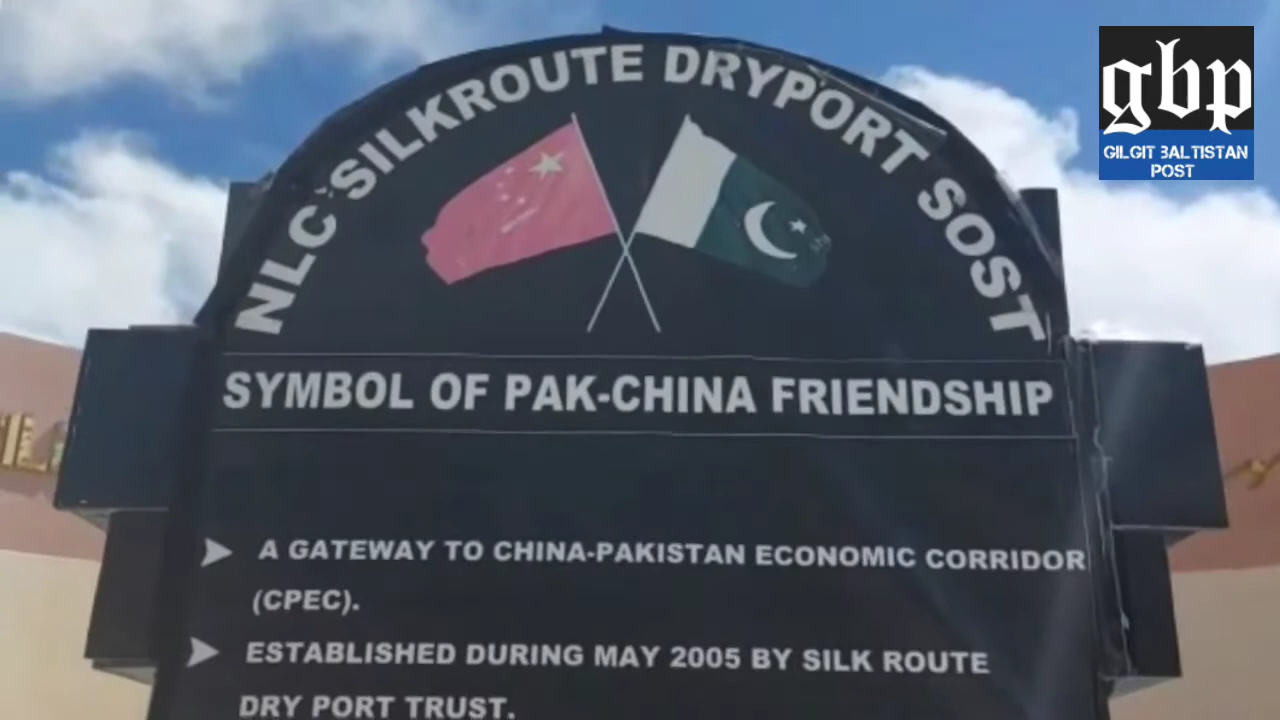 NLC SILKROUTE DRYPORT SOST
SYMBOL OF PAK-CHINA FRIENDSHIP
➤ A GATEWAY TO CHINA-PAKISTAN ECONOMIC CORRIDOR
(CPEC).
➤ ESTABLISHED DURING MAY 2005 BY SILK ROUTE
DRY PORT TRUST.
gbp
GILGIT BALTISTAN
POST